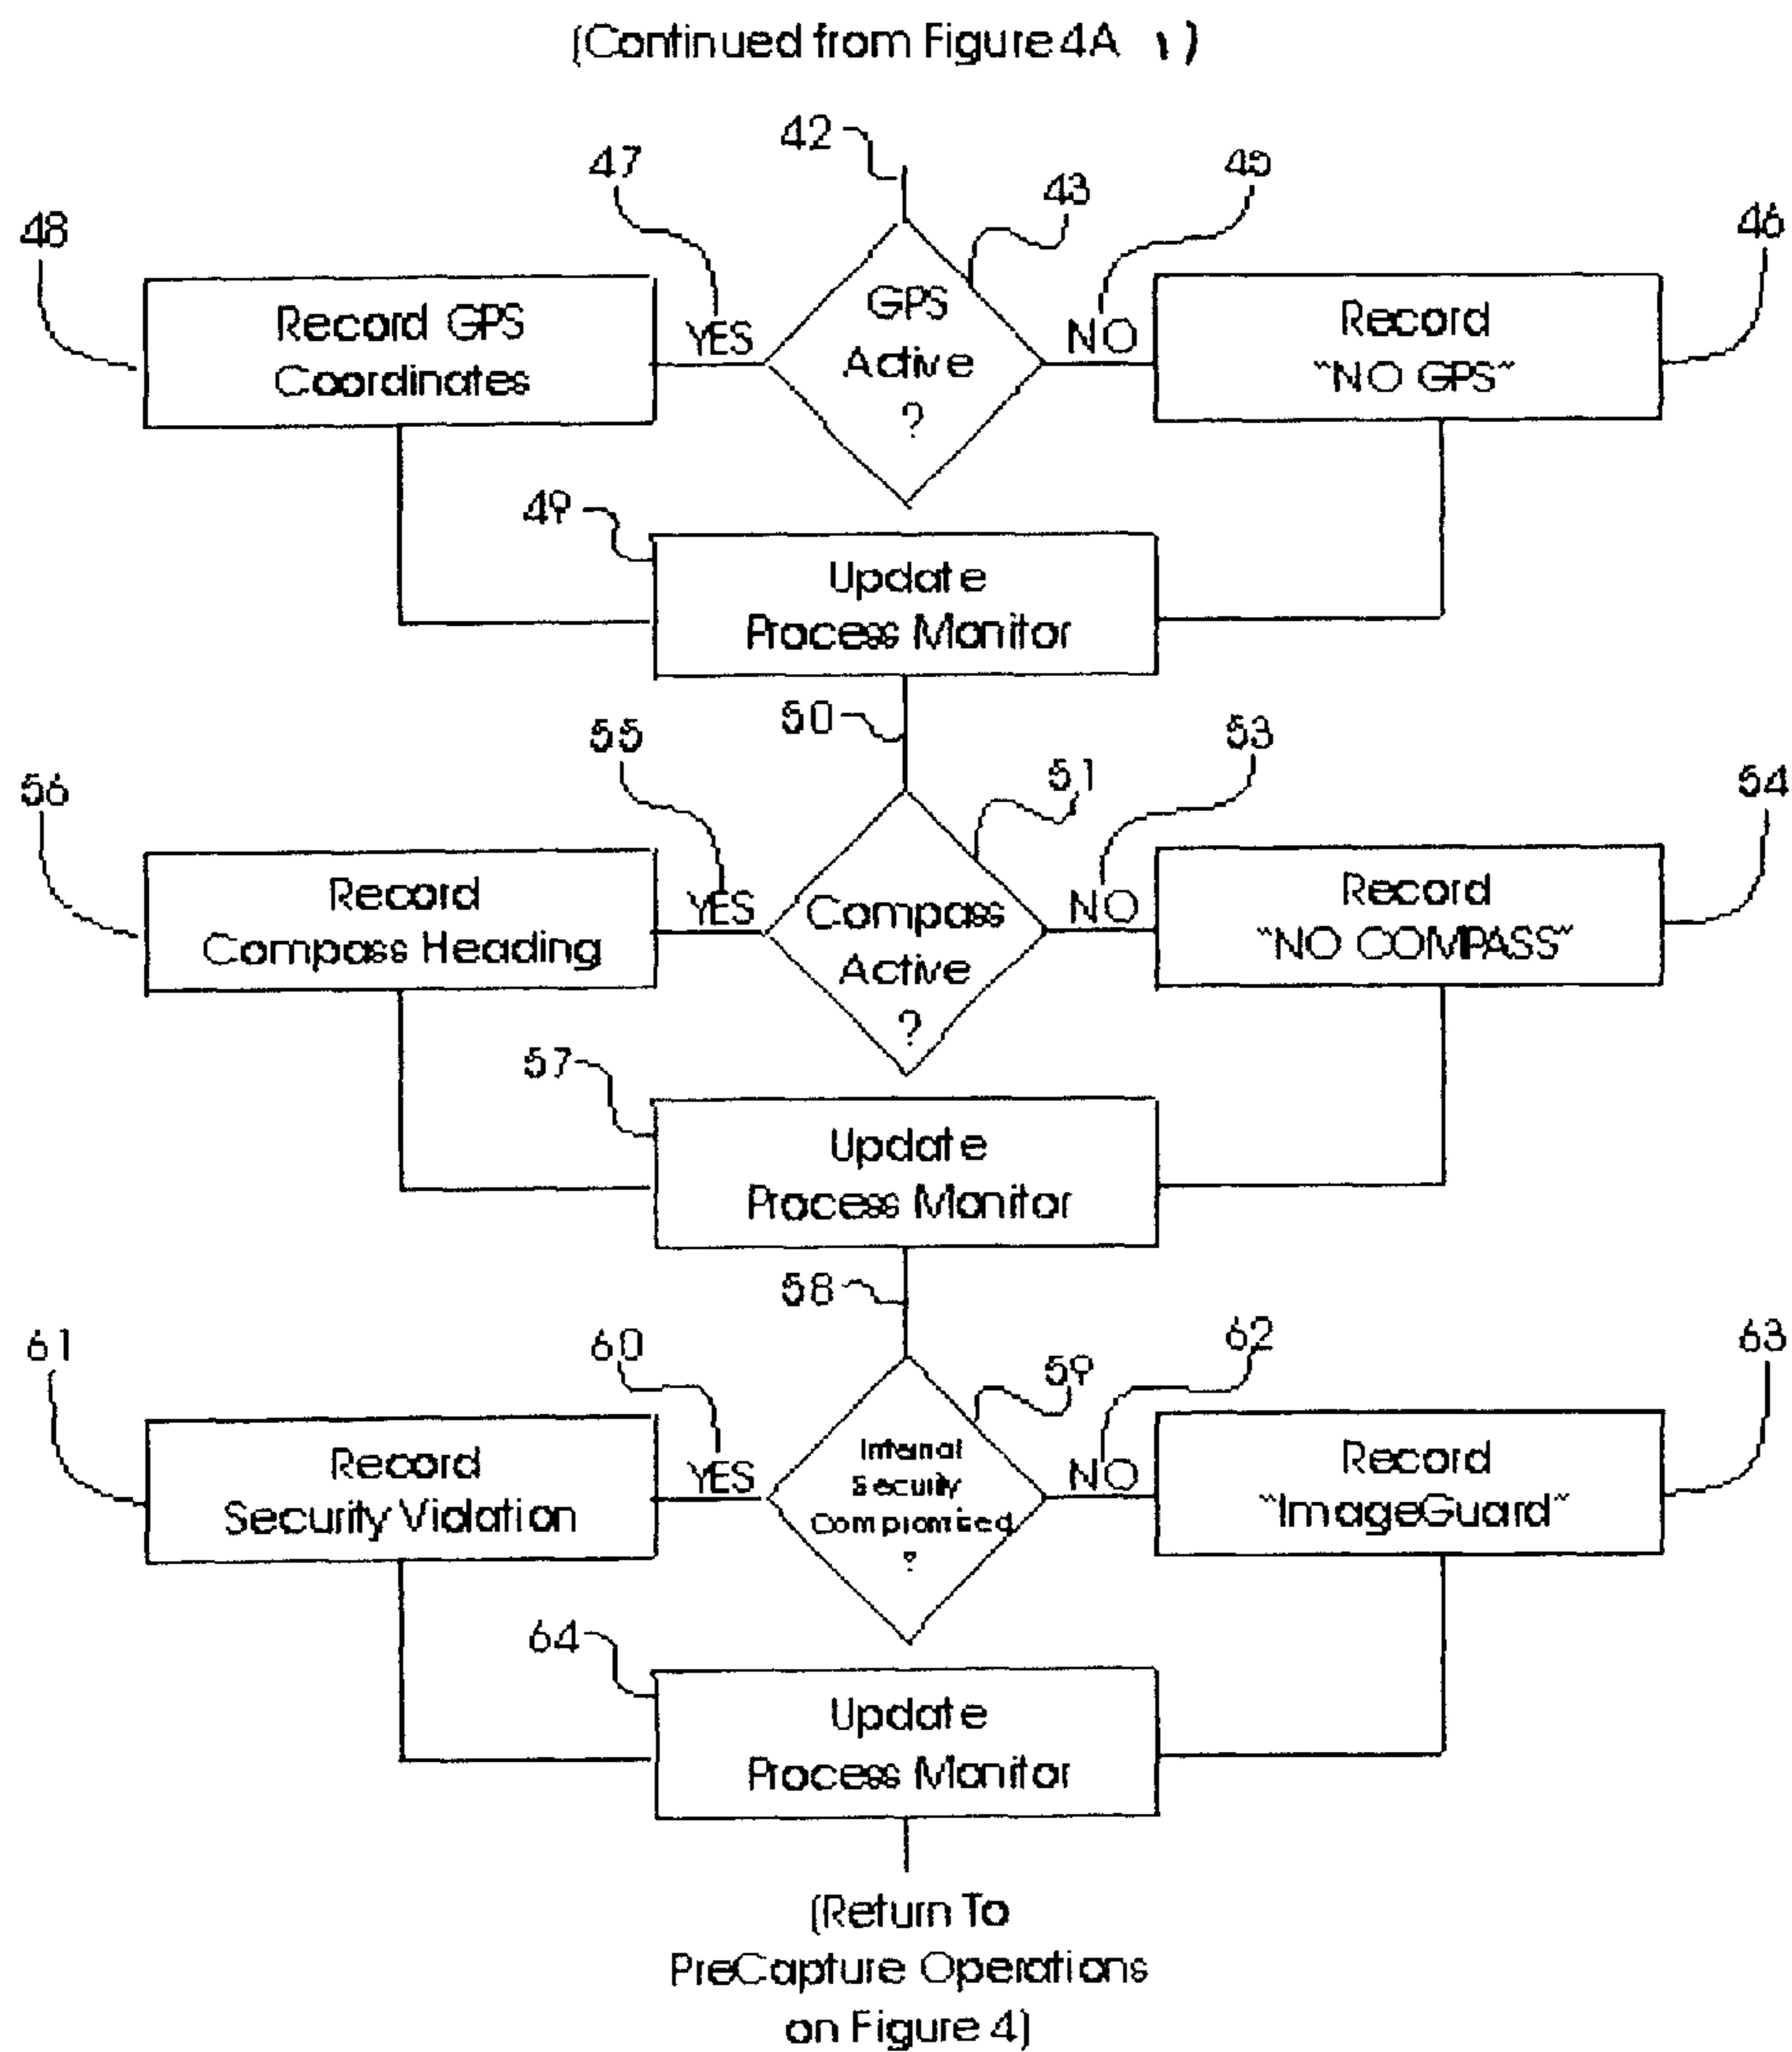 (Continued from Figure 4A 1)
42
47
45
43
48
46
Record GPS
Coordinates
YES
GPS
Active
?
NO
Record
"NO GPS"
49
Update
Process Monitor
50
55
53
51
56
54
Record
Compass Heading
YES
Compass
Active
?
NO
Record
"NO COMPASS"
57
Update
Process Monitor
58
61
60
59
62
63
Record
Security Violation
YES
Internal
Security
Compromised
?
NO
Record
"ImageGuard"
64
Update
Process Monitor
(Return To
PreCapture Operations
on Figure 4)